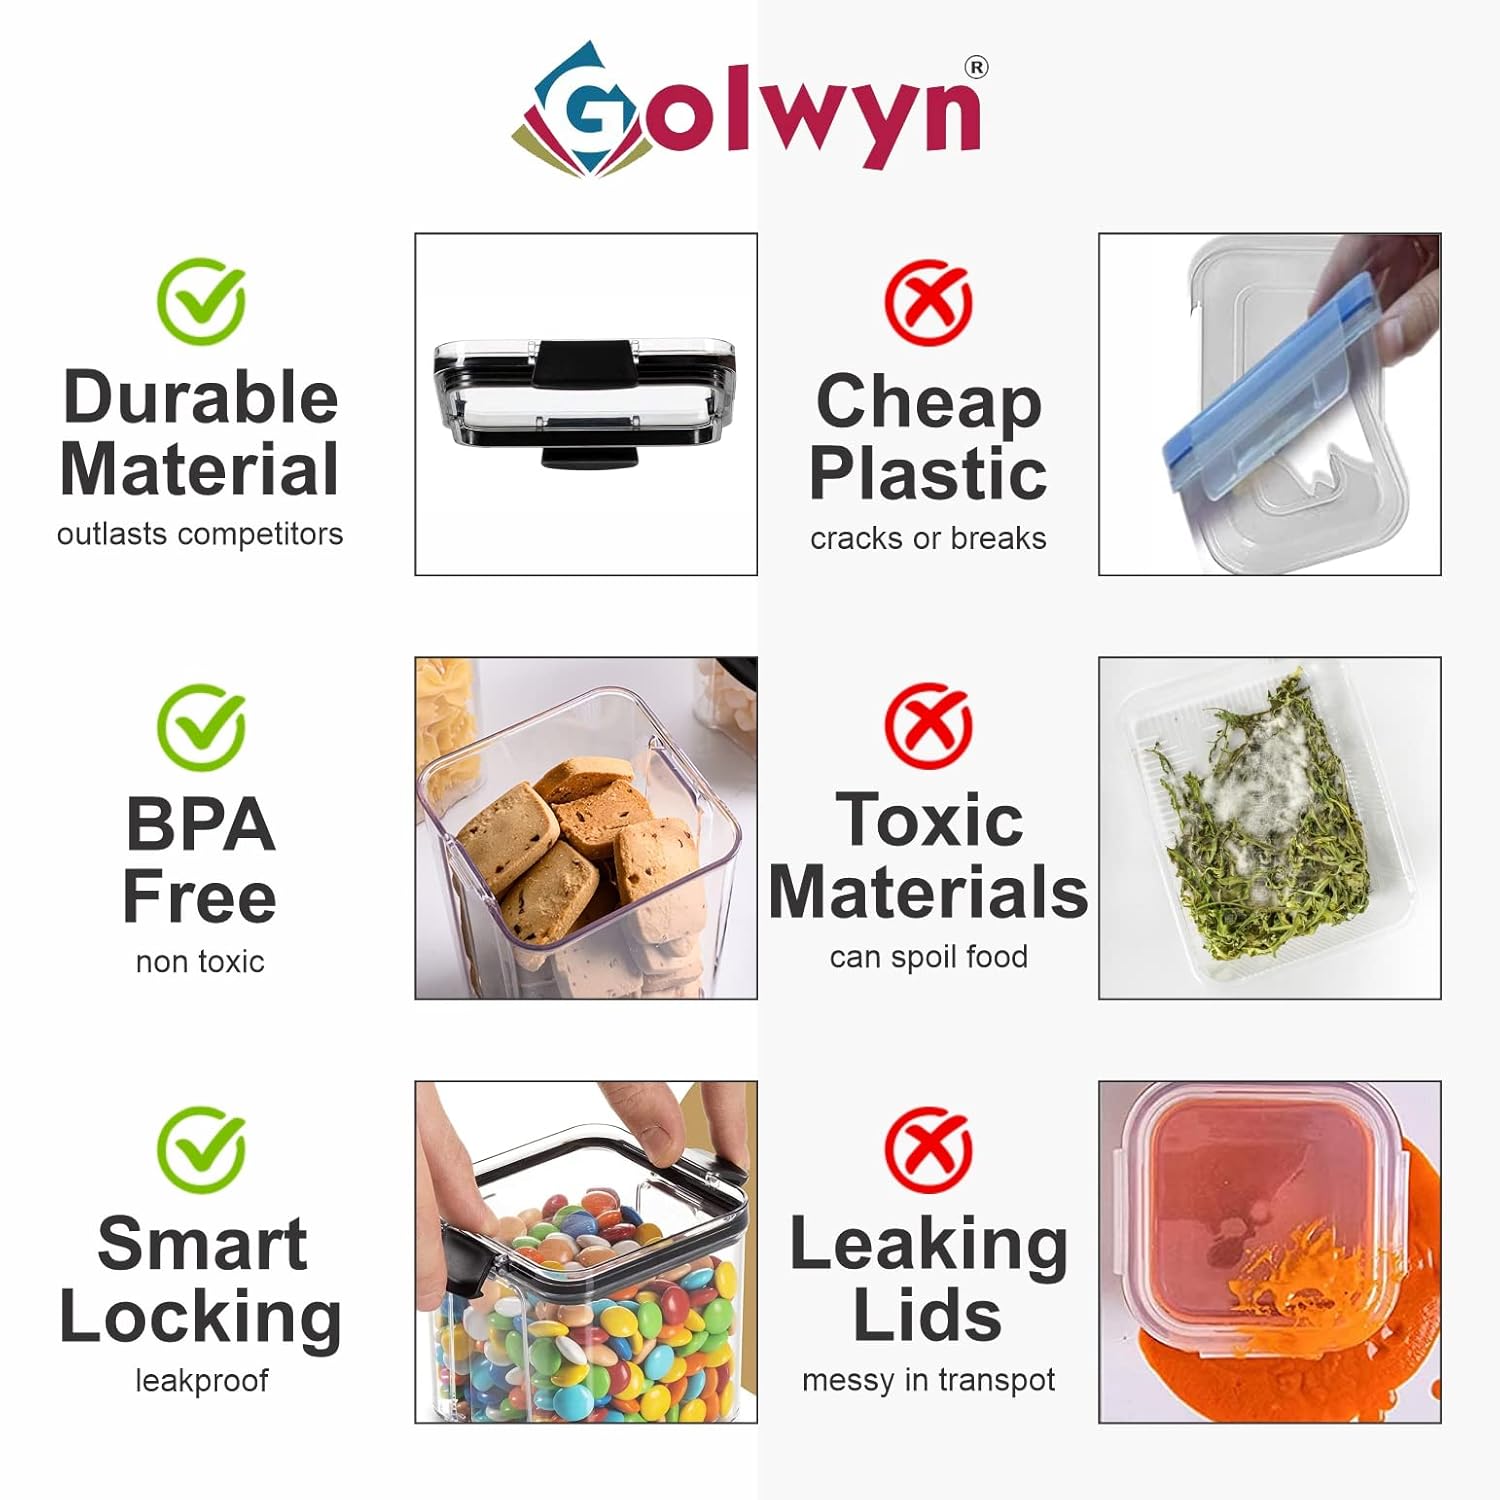 Golwyn®
Durable
Material
outlasts competitors
Cheap
Plastic
cracks or breaks
BPA
Free
non toxic
Toxic
Materials
can spoil food
Smart
Locking
leakproof
Leaking
Lids
messy in transpot